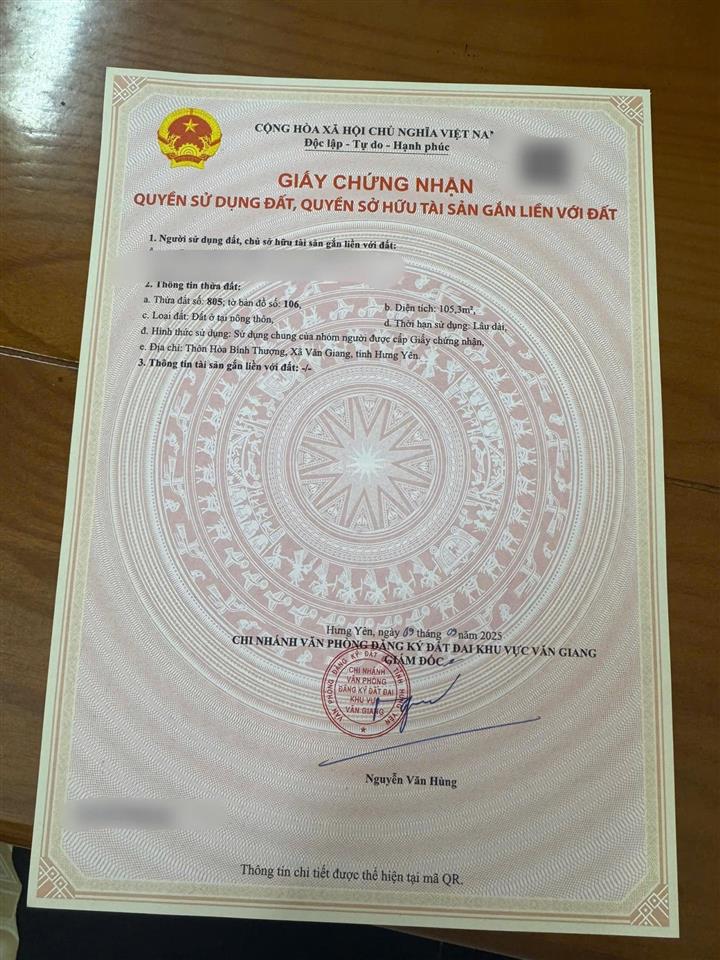 CỘNG HÒA XÃ HỘI CHỦ NGHĨA VIỆT NAM
Độc lập - Tự do - Hạnh phúc
GIẤY CHỨNG NHẬN
QUYỀN SỬ DỤNG ĐẤT, QUYỀN SỞ HỮU TÀI SẢN GẮN LIỀN VỚI ĐẤT
1. Người sử dụng đất, chủ sở hữu tài sản gắn liền với đất:
2. Thông tin thửa đất:
a. Thửa đất số: 805; tờ bản đồ số: 106,
b. Diện tích: 105,3m²,
c. Loại đất: Đất ở tại nông thôn,
d. Thời hạn sử dụng: Lâu dài,
đ. Hình thức sử dụng: Sử dụng chung của nhóm người được cấp Giấy chứng nhận,
e. Địa chỉ: Thôn Hòa Bình Thượng, Xã Văn Giang, tỉnh Hưng Yên.
3. Thông tin tài sản gắn liền với đất: -/-
Hưng Yên, ngày 09 tháng 09 năm 2025
CHI NHÁNH VĂN PHÒNG ĐĂNG KÝ ĐẤT ĐAI KHU VỰC VĂN GIANG
GIÁM ĐỐC
CHI NHÁNH
VĂN PHÒNG
ĐĂNG KÝ ĐẤT ĐAI
KHU VỰC
VĂN GIANG
Nguyễn Văn Hùng
Thông tin chi tiết được thể hiện tại mã QR.